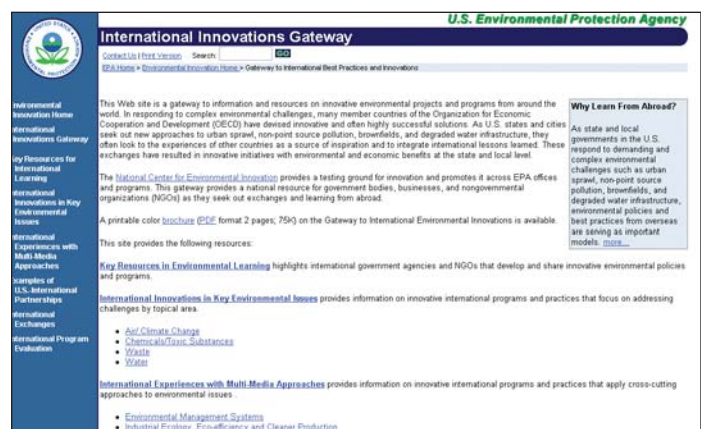 U.S. Environmental Protection Agency
International Innovations Gateway
Contact Us | Print Version Search: GO
EPA Home > Environmental Innovation Home > Gateway to International Best Practices and Innovations
nvironmental
Innovation Home
nternational
Innovations Gateway
Key Resources for
International
Learning
nternational
Innovations in Key
Environmental
Issues
nternational
Experiences with
Multi-Media
Approaches
xamples of
U.S.-International
Partnerships
nternational
Exchanges
nternational Program
Evaluation
This Web site is a gateway to information and resources on innovative environmental projects and programs from around the
world. In responding to complex environmental challenges, many member countries of the Organization for Economic
Cooperation and Development (OECD) have devised innovative and often highly successful solutions. As U.S. states and cities
seek out new approaches to urban sprawl, non-point source pollution, brownfields, and degraded water infrastructure, they
often look to the experiences of other countries as a source of inspiration and to integrate international lessons learned. These
exchanges have resulted in innovative initiatives with environmental and economic benefits at the state and local level.
The National Center for Environmental Innovation provides a testing ground for innovation and promotes it across EPA offices
and programs. This gateway provides a national resource for government bodies, businesses, and nongovernmental
organizations (NGOs) as they seek out exchanges and learning from abroad.
A printable color brochure (PDF format 2 pages; 75K) on the Gateway to International Environmental Innovations is available.
This site provides the following resources:
Key Resources in Environmental Learning highlights international government agencies and NGOs that develop and share innovative environmental policies
and programs.
International Innovations in Key Environmental Issues provides information on innovative international programs and practices that focus on addressing
challenges by topical area.
Air/ Climate Change
Chemicals/Toxic Substances
Waste
Water
International Experiences with Multi-Media Approaches provides information on innovative international programs and practices that apply cross-cutting
approaches to environmental issues.
Environmental Management Systems
Industrial Ecology, Eco-efficiency and Cleaner Production
Why Learn From Abroad?
As state and local
governments in the U.S.
respond to demanding and
complex environmental
challenges such as urban
sprawl, non-point source
pollution, brownfields, and
degraded water infrastructure,
environmental policies and
best practices from overseas
are serving as important
models. more...